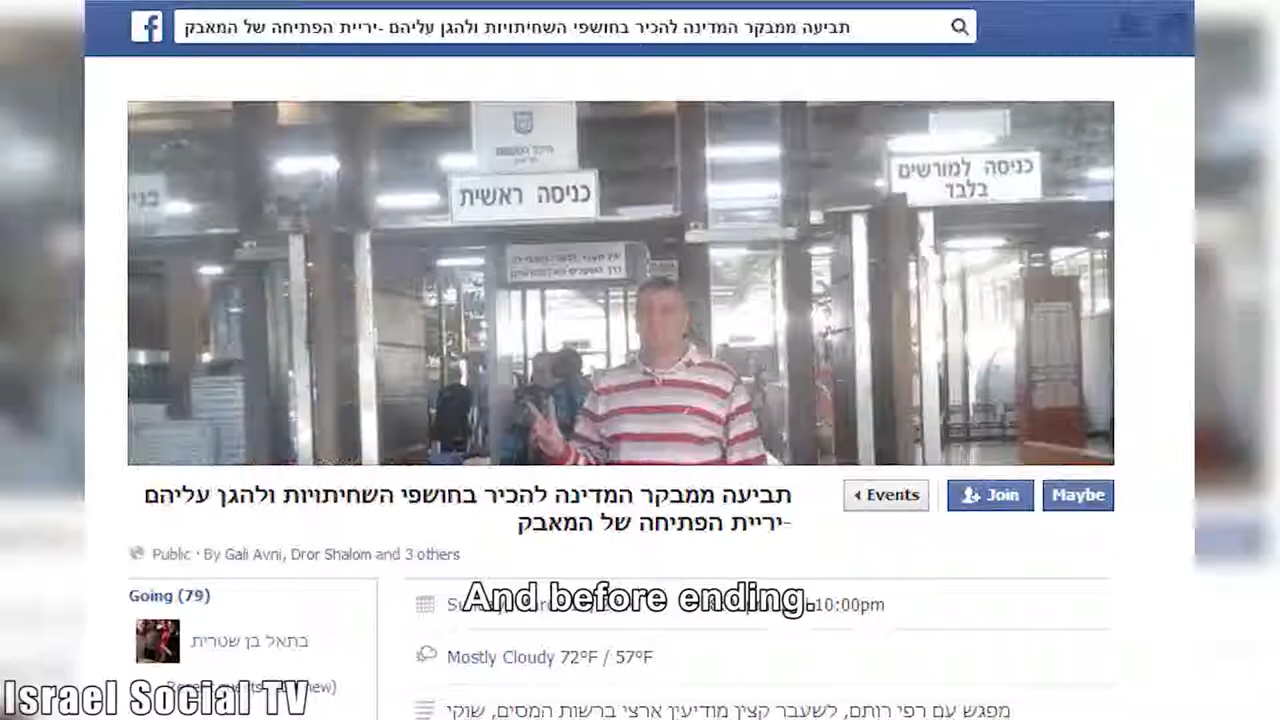 תביעה ממבקר המדינה להכיר בחושפי השחיתויות ולהגן עליהם -יריית הפתיחה של המאבק
כניסה ראשית
כניסה למורשים
בלבד
תביעה ממבקר המדינה להכיר בחושפי השחיתויות ולהגן עליהם
-יריית הפתיחה של המאבק
Events
Join
Maybe
Public · By Gali Avni, Dror Shalom and 3 others
Going (79)
בתאל בן שטרית
And before ending.
10:00pm
Mostly Cloudy 72°F / 57°F
מפגש עם רפי רותם, לשעבר קצין מודיעין ארצי ברשות המסים, שוקי
Israel Social TV